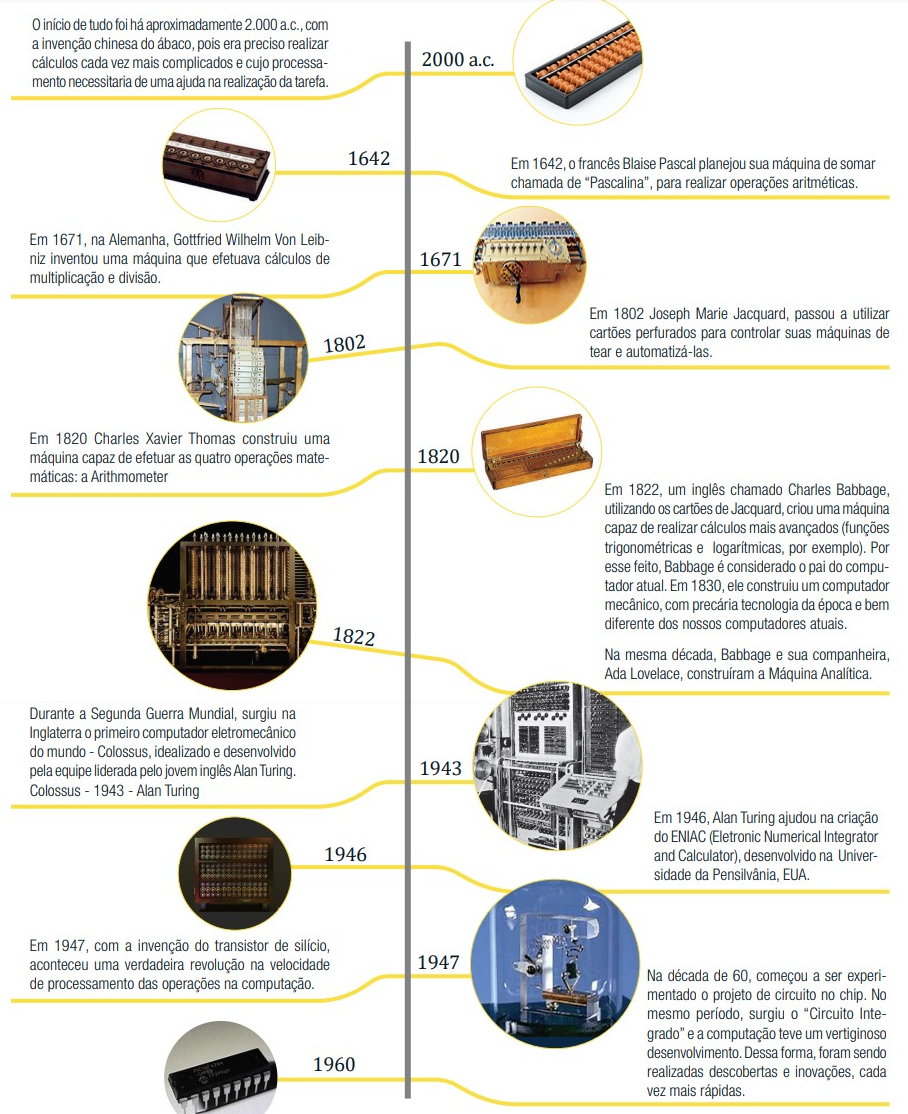 O início de tudo foi há aproximadamente 2.000 a.c., com
a invenção chinesa do ábaco, pois era preciso realizar
cálculos cada vez mais complicados e cujo processa-
mento necessitaria de uma ajuda na realização da tarefa.
2000 a.c.
1642
Em 1642, o francês Blaise Pascal planejou sua máquina de somar
chamada de “Pascalina”, para realizar operações aritméticas.
Em 1671, na Alemanha, Gottfried Wilhelm Von Leib-
niz inventou uma máquina que efetuava cálculos de
multiplicação e divisão.
1671
1802
Em 1802 Joseph Marie Jacquard, passou a utilizar
cartões perfurados para controlar suas máquinas de
tear e automatizá-las.
Em 1820 Charles Xavier Thomas construiu uma
máquina capaz de efetuar as quatro operações mate-
máticas: a Arithmometer
1820
1822
Em 1822, um inglês chamado Charles Babbage,
utilizando os cartões de Jacquard, criou uma máquina
capaz de realizar cálculos mais avançados (funções
trigonométricas e logarítmicas, por exemplo). Por
esse feito, Babbage é considerado o pai do compu-
tador atual. Em 1830, ele construiu um computador
mecânico, com precária tecnologia da época e bem
diferente dos nossos computadores atuais.
Na mesma década, Babbage e sua companheira,
Ada Lovelace, construíram a Máquina Analítica.
Durante a Segunda Guerra Mundial, surgiu na
Inglaterra o primeiro computador eletromecânico
do mundo - Colossus, idealizado e desenvolvido
pela equipe liderada pelo jovem inglês Alan Turing.
Colossus - 1943 - Alan Turing
1943
1946
Em 1946, Alan Turing ajudou na criação
do ENIAC (Eletronic Numerical Integrator
and Calculator), desenvolvido na Univer-
sidade da Pensilvânia, EUA.
Em 1947, com a invenção do transistor de silício,
aconteceu uma verdadeira revolução na velocidade
de processamento das operações na computação.
1947
1960
Na década de 60, começou a ser experi-
mentado o projeto de circuito no chip. No
mesmo período, surgiu o “Circuito Inte-
grado” e a computação teve um vertiginoso
desenvolvimento. Dessa forma, foram sendo
realizadas descobertas e inovações, cada
vez mais rápidas.